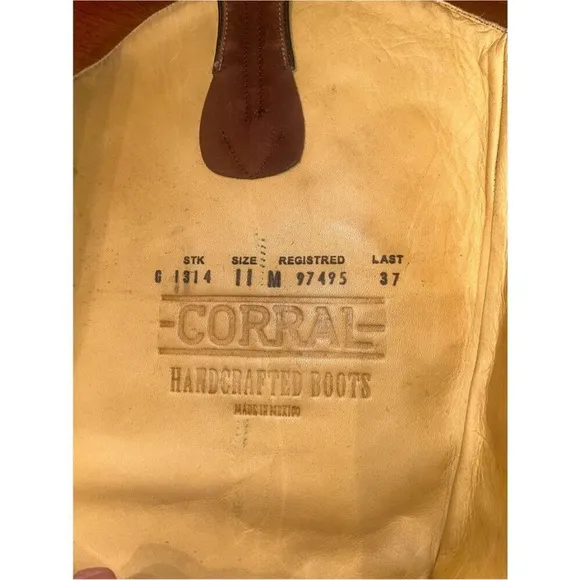 STK SIZE REGISTRED LAST
G 1314 11 M 97495 37
CORRAL
HANDCRAFTED BOOTS
MADE IN MEXICO